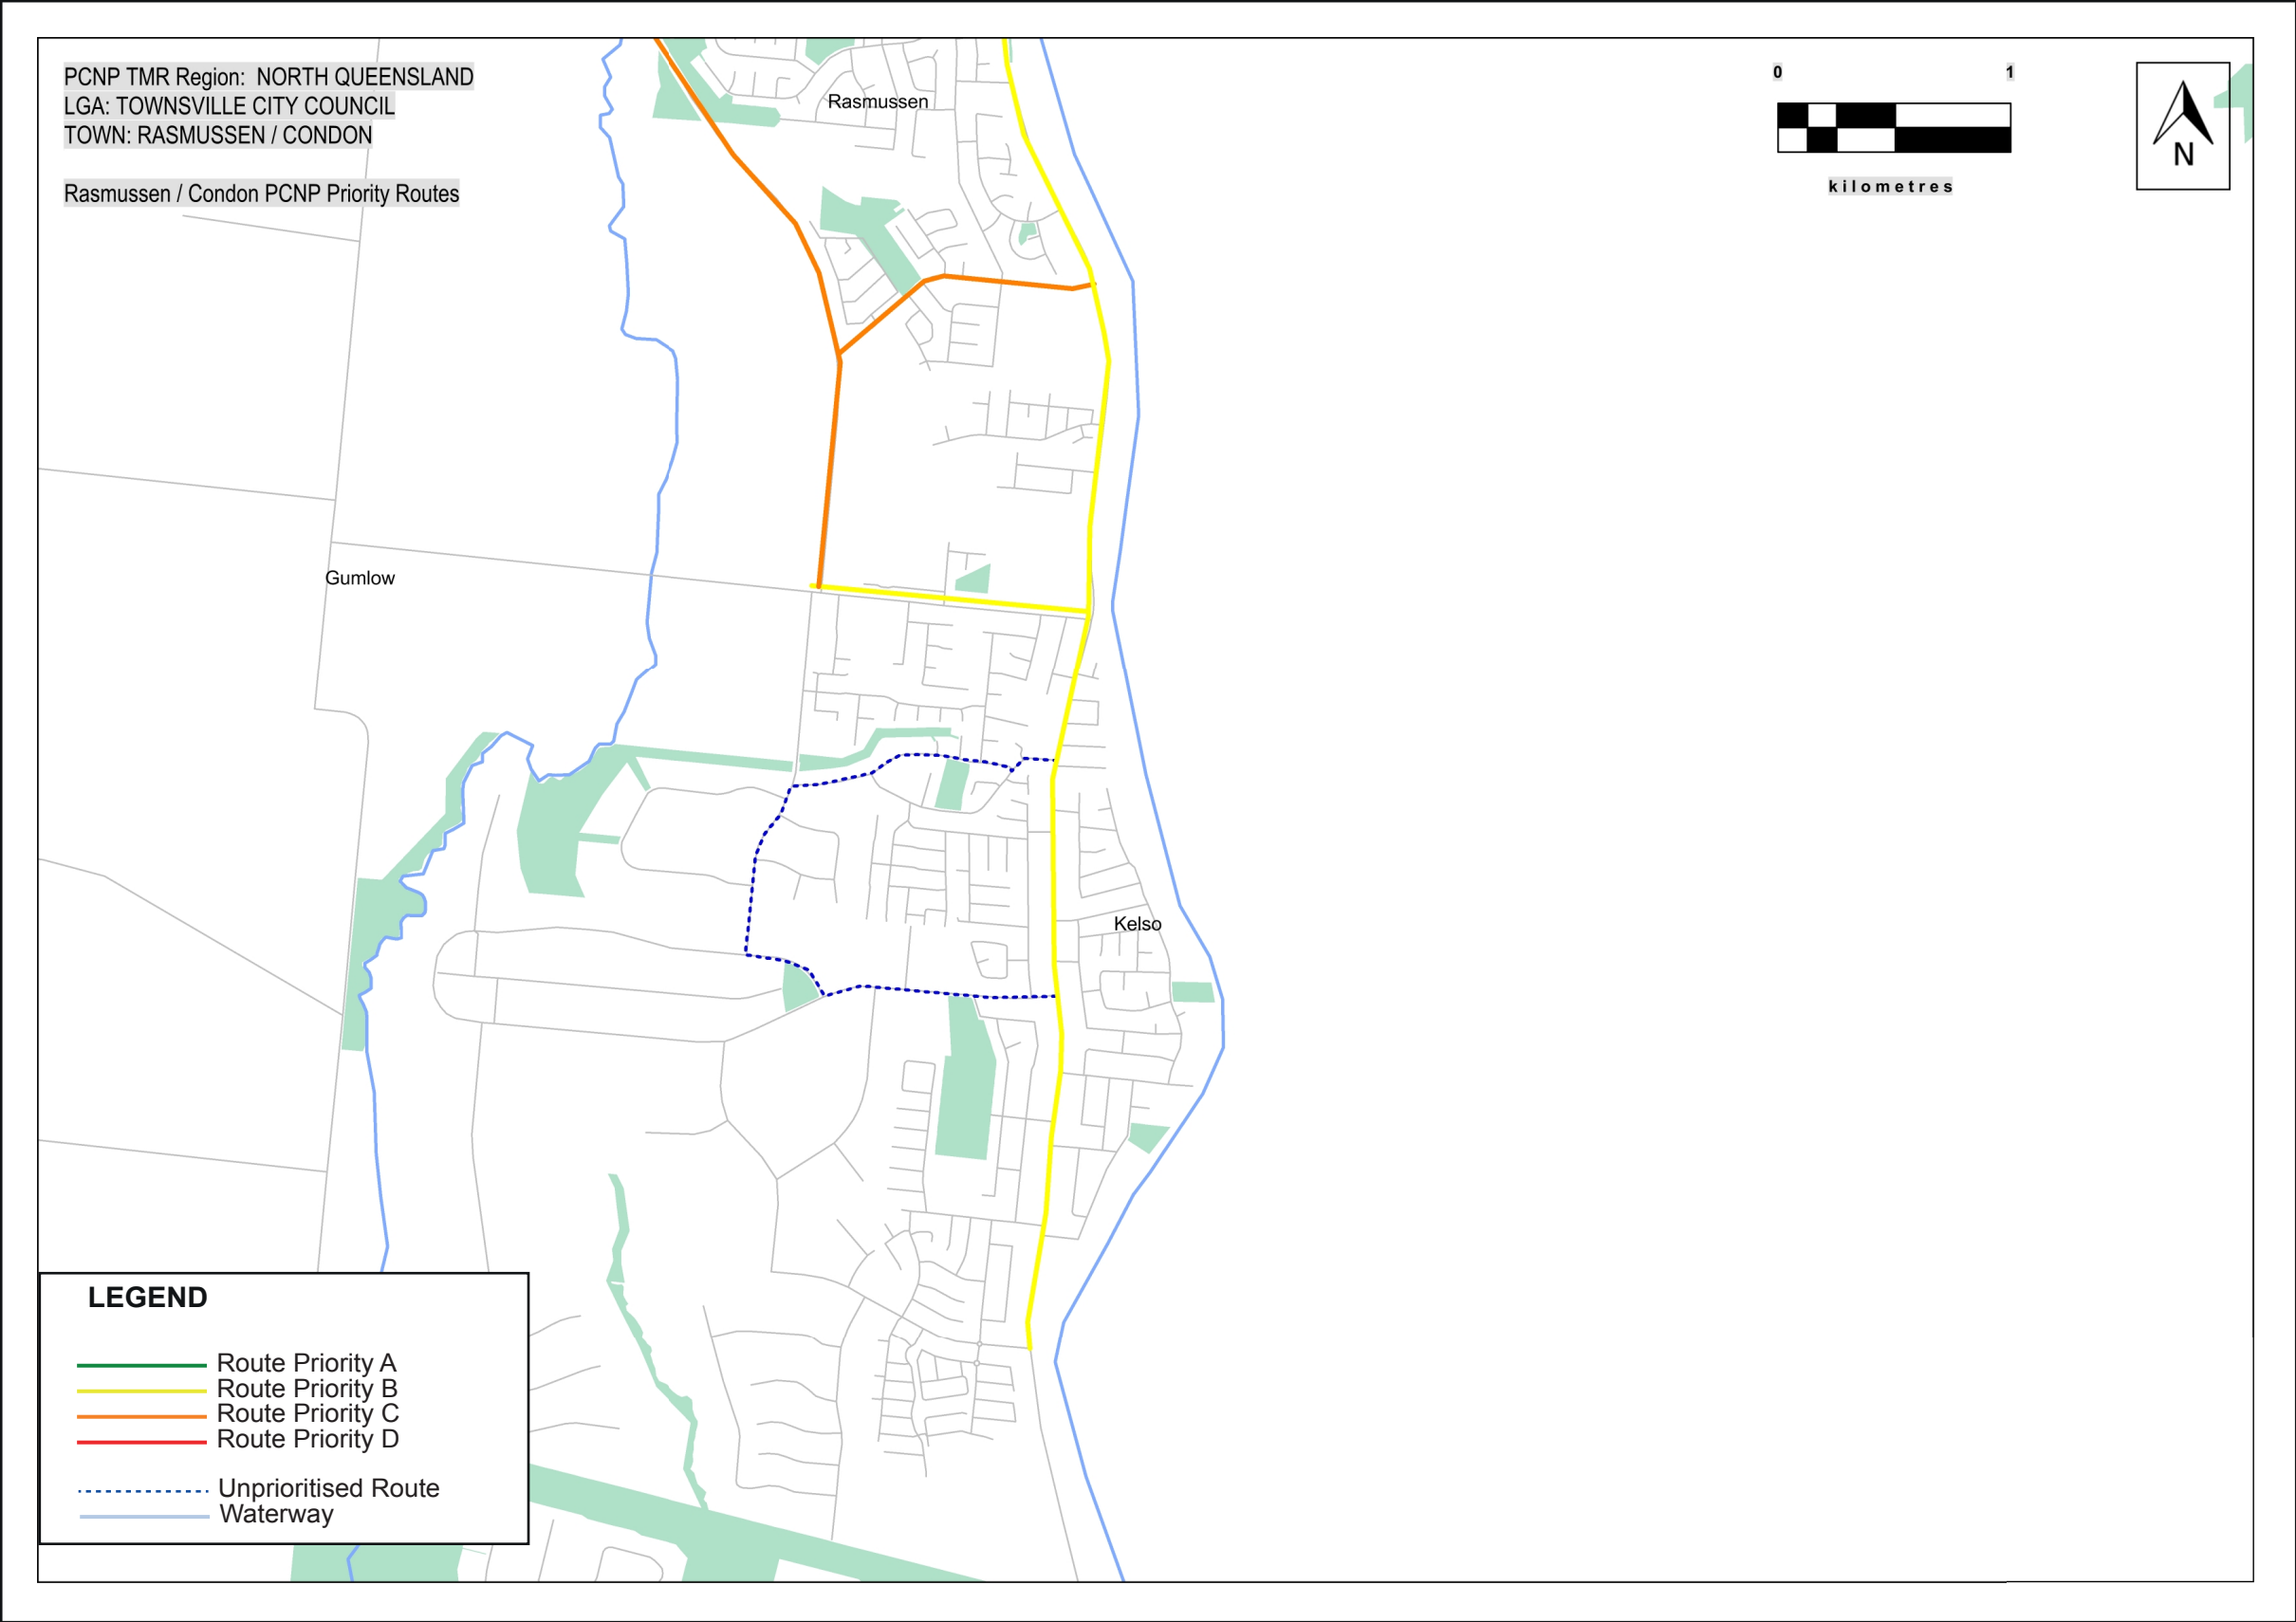 PCNP TMR Region:  NORTH QUEENSLAND
LGA: TOWNSVILLE CITY COUNCIL
TOWN: RASMUSSEN / CONDON
Rasmussen / Condon PCNP Priority Routes
0 1
kilometres
N
Rasmussen
Gumlow
Kelso
LEGEND
Route Priority A
Route Priority B
Route Priority C
Route Priority D
Unprioritised Route
Waterway